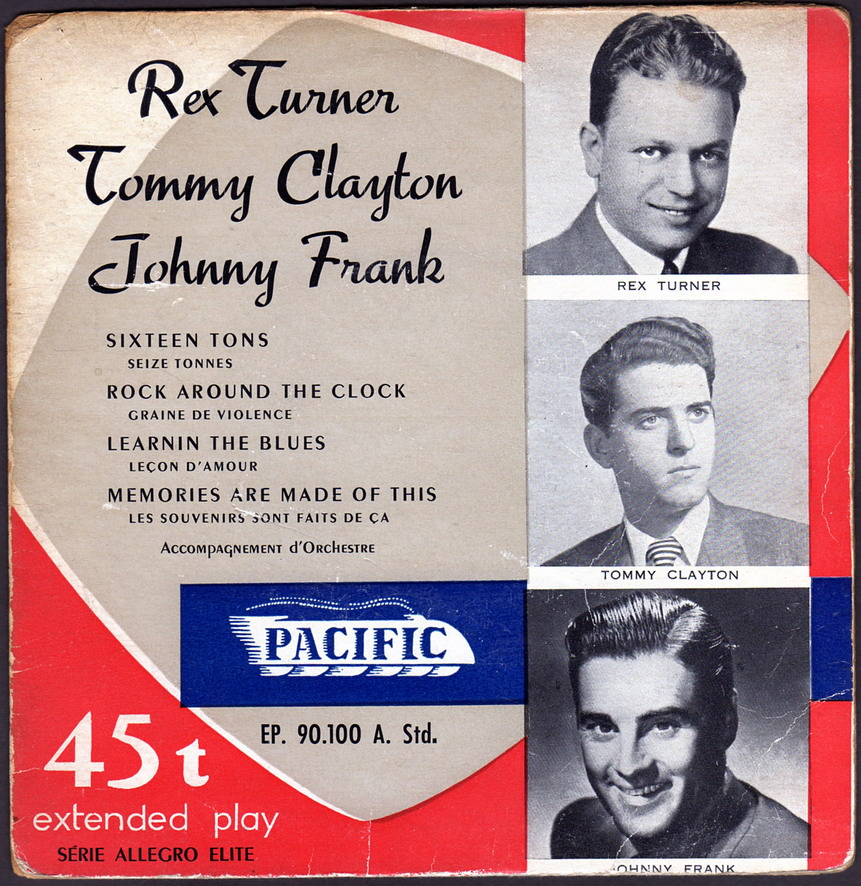 Rex Turner
Tommy Clayton
Johnny Frank
SIXTEEN TONS
SEIZE TONNES
ROCK AROUND THE CLOCK
GRAINE DE VIOLENCE
LEARNIN THE BLUES
LEÇON D'AMOUR
MEMORIES ARE MADE OF THIS
LES SOUVENIRS SONT FAITS DE ÇA
Accompagnement d'Orchestre
PACIFIC
EP. 90.100 A. Std.
45 t
extended play
SÉRIE ALLEGRO ELITE
REX TURNER
TOMMY CLAYTON
JOHNNY FRANK